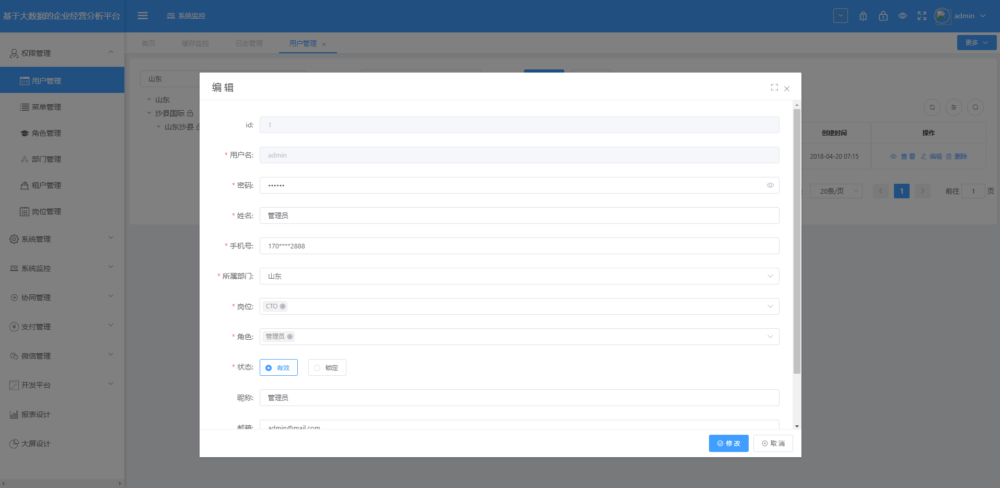 基于大数据的企业经营分析平台
系统监控
admin
首页
缓存监控
日志管理
用户管理
更多
权限管理
用户管理
菜单管理
角色管理
部门管理
租户管理
岗位管理
系统管理
系统监控
协同管理
支付管理
微信管理
开发平台
报表设计
大屏设计
山东
山东
沙县国际
山东沙县
创建时间
操作
2018-04-20 07:15
查 看
编辑
删除
20条/页
1
前往
1
页
编 辑
id:
1
* 用户名:
admin
* 密码:
••••••
* 姓名:
管理员
* 手机号:
170****2888
* 所属部门:
山东
* 岗位:
CTO
* 角色:
管理员
* 状态:
有效
锁定
昵称:
管理员
邮箱:
admin@mail.com
修 改
取 消